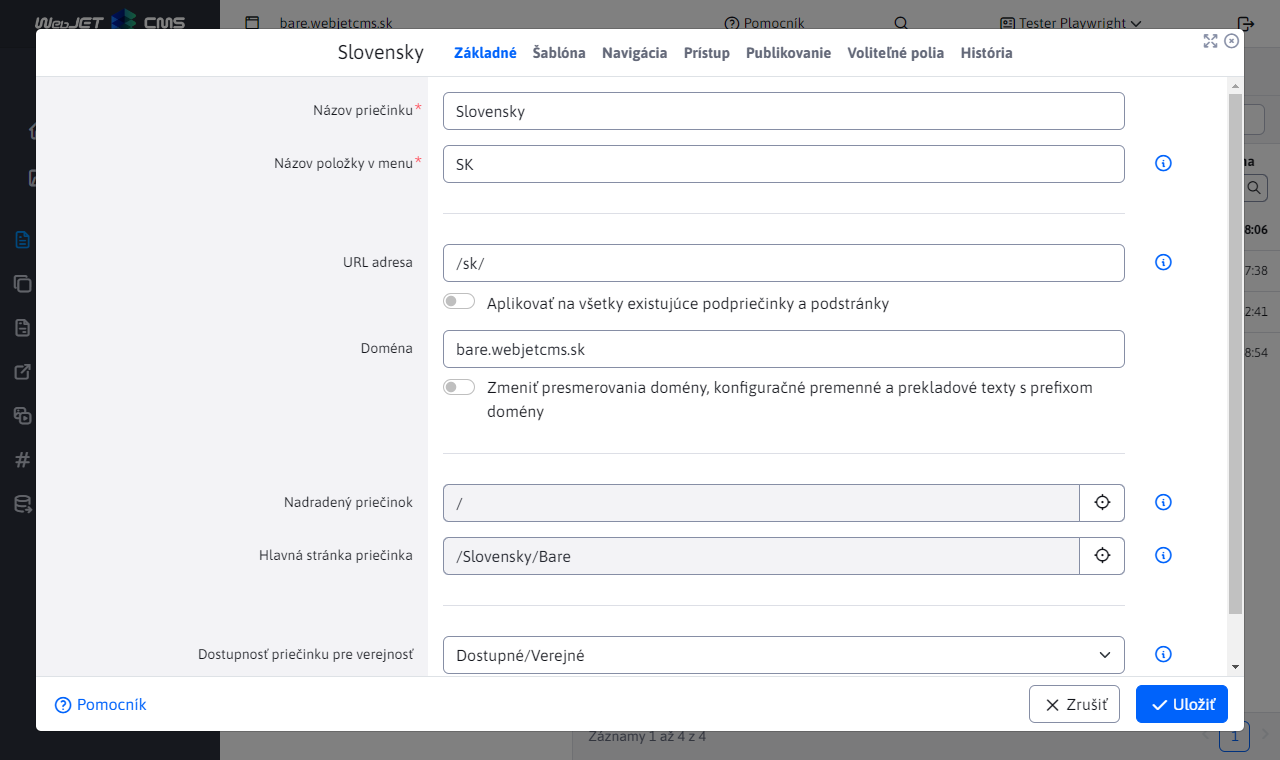 WebJET CMS
bare.webjetcms.sk
Pomocník
Tester Playwright
Slovensky
Základné
Šablóna
Navigácia
Prístup
Publikovanie
Voliteľné polia
História
Názov priečinku*
Slovensky
Názov položky v menu*
SK
URL adresa
/sk/
Aplikovať na všetky existujúce podpriečinky a podstránky
Doména
bare.webjetcms.sk
Zmeniť presmerovania domény, konfiguračné premenné a prekladové texty s prefixom
domény
Nadradený priečinok
/
Hlavná stránka priečinka
/Slovensky/Bare
Dostupnosť priečinku pre verejnosť
Dostupné/Verejné
8:06
7:38
2:41
8:54
Pomocník
Zrušiť
Uložiť
Záznamy 1 až 4 z 4
1